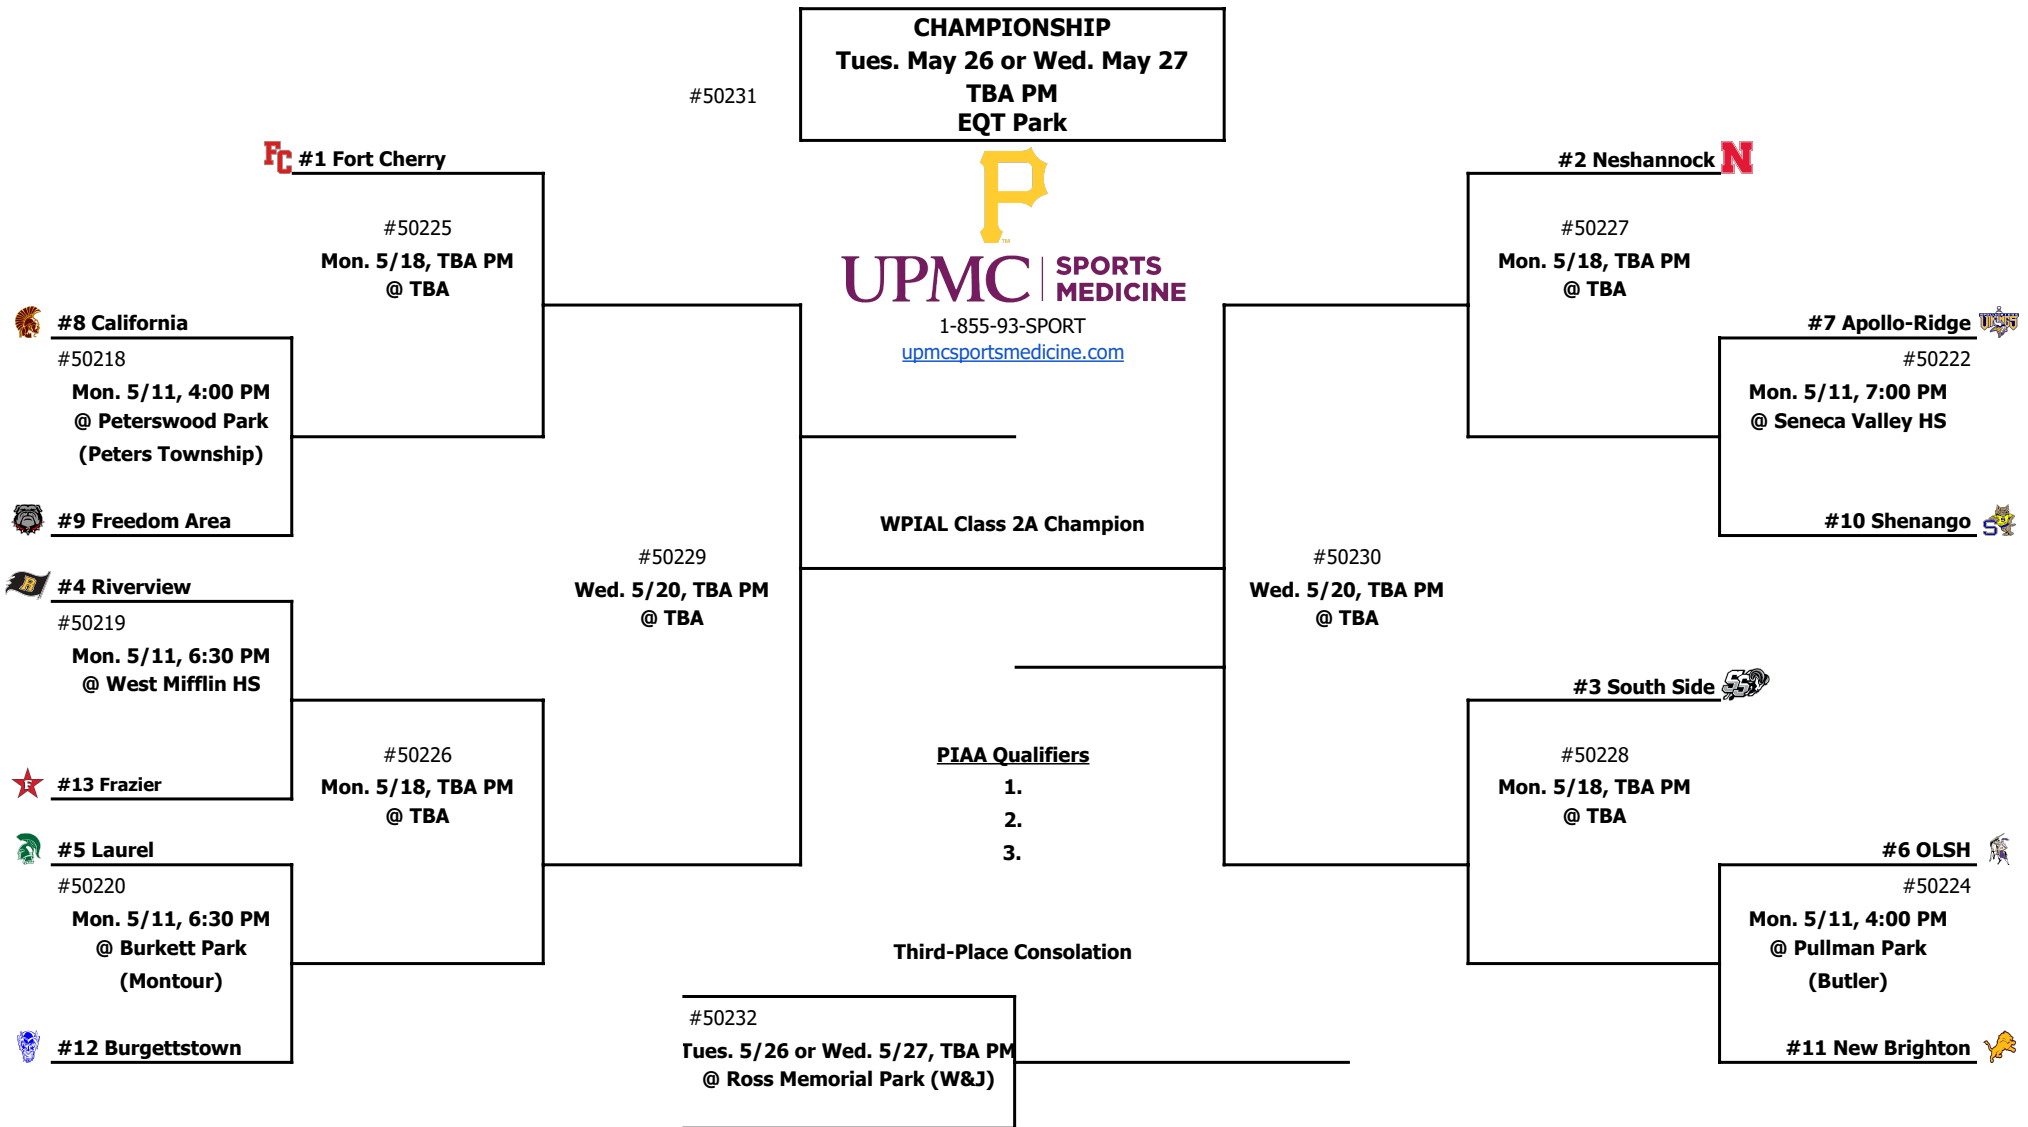 CHAMPIONSHIP
Tues. May 26 or Wed. May 27
TBA PM
EQT Park
#50231
FC #1 Fort Cherry
#50225
Mon. 5/18, TBA PM
@ TBA
#8 California
#50218
Mon. 5/11, 4:00 PM
@ Peterswood Park
(Peters Township)
#9 Freedom Area
#4 Riverview
#50219
Mon. 5/11, 6:30 PM
@ West Mifflin HS
#13 Frazier
#50226
Mon. 5/18, TBA PM
@ TBA
#5 Laurel
#50220
Mon. 5/11, 6:30 PM
@ Burkett Park
(Montour)
#12 Burgettstown
#50229
Wed. 5/20, TBA PM
@ TBA
P
TM
UPMC | SPORTS
MEDICINE
1-855-93-SPORT
upmcsportsmedicine.com
WPIAL Class 2A Champion
PIAA Qualifiers
1.
2.
3.
Third-Place Consolation
#50232
Tues. 5/26 or Wed. 5/27, TBA PM
@ Ross Memorial Park (W&J)
#2 Neshannock N
#50227
Mon. 5/18, TBA PM
@ TBA
#7 Apollo-Ridge
#50222
Mon. 5/11, 7:00 PM
@ Seneca Valley HS
#10 Shenango S
#50230
Wed. 5/20, TBA PM
@ TBA
#3 South Side SS
#50228
Mon. 5/18, TBA PM
@ TBA
#6 OLSH
#50224
Mon. 5/11, 4:00 PM
@ Pullman Park
(Butler)
#11 New Brighton